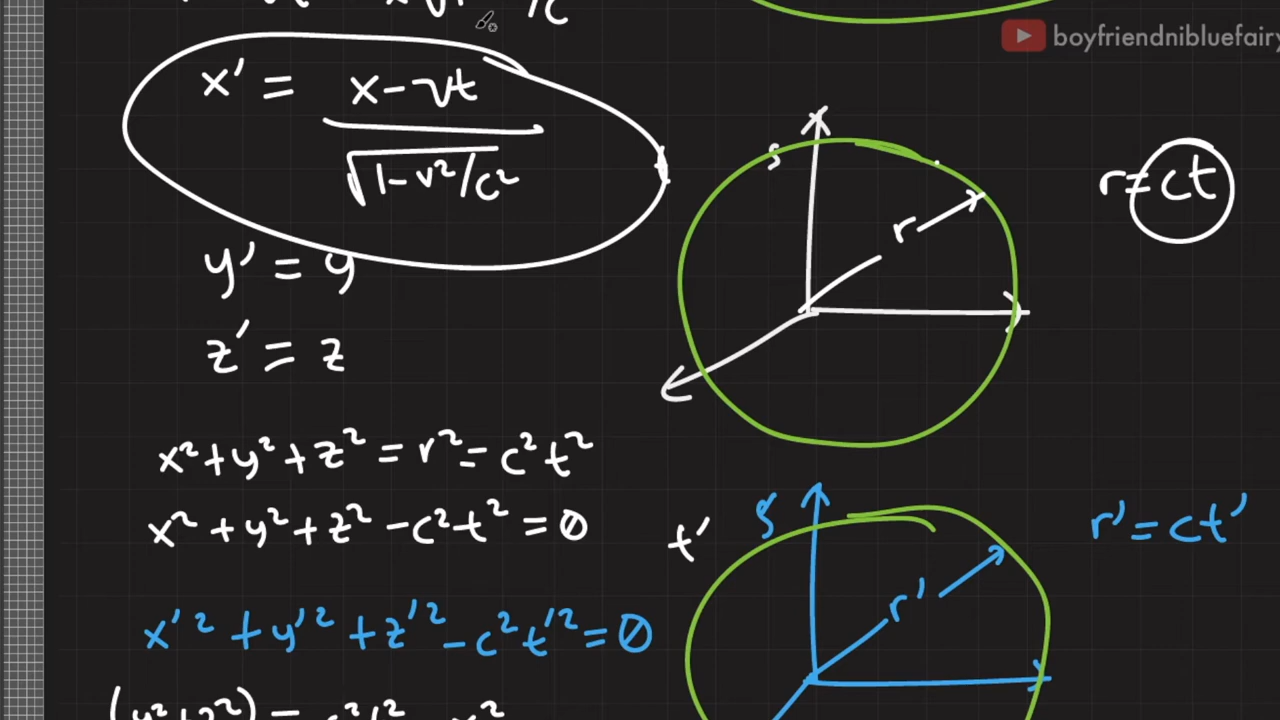 boyfriendnibluefairy
x' = x - vt / √1 - v²/c²
y' = y
z' = z
s
r
r = ct
x² + y² + z² = r² = c²t²
x² + y² + z² - c²t² = 0
t'
r'
r' = ct'
x'² + y'² + z'² - c²t'² = 0